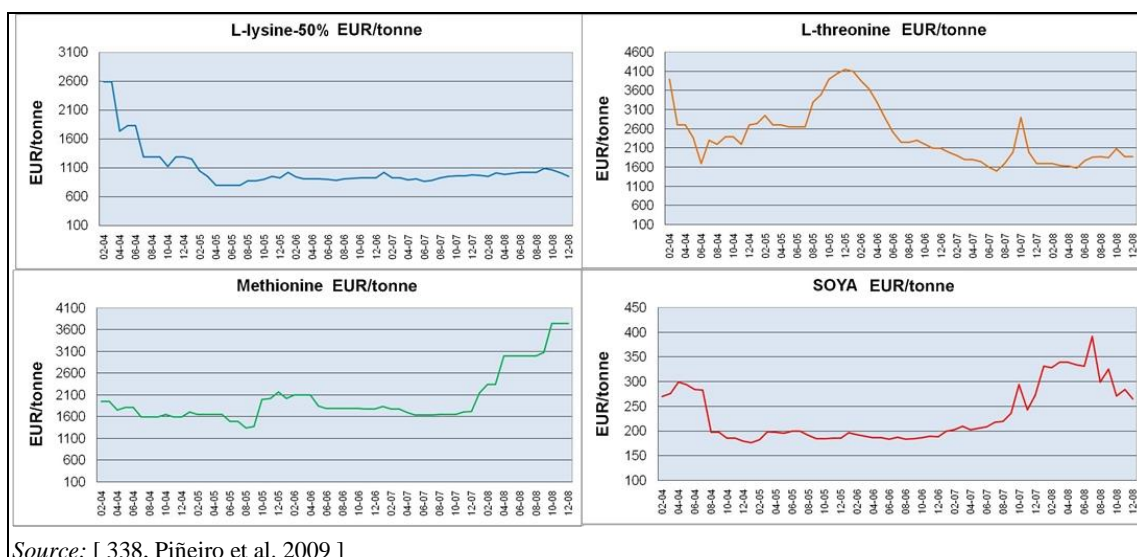 L-lysine-50% EUR/tonne
EUR/tonne
3100
2600
2100
1600
1100
600
100
02-04 04-04 06-04 08-04 10-04 12-04 02-05 04-05 06-05 08-05 10-05 12-05 02-06 04-06 06-06 08-06 10-06 12-06 02-07 04-07 06-07 08-07 10-07 12-07 02-08 04-08 06-08 08-08 10-08 12-08
L-threonine EUR/tonne
EUR/tonne
4600
4100
3600
3100
2600
2100
1600
1100
600
100
02-04 04-04 06-04 08-04 10-04 12-04 02-05 04-05 06-05 08-05 10-05 12-05 02-06 04-06 06-06 08-06 10-06 12-06 02-07 04-07 06-07 08-07 10-07 12-07 02-08 04-08 06-08 08-08 10-08 12-08
Methionine EUR/tonne
EUR/tonne
4100
3600
3100
2600
2100
1600
1100
600
100
02-04 04-04 06-04 08-04 10-04 12-04 02-05 04-05 06-05 08-05 10-05 12-05 02-06 04-06 06-06 08-06 10-06 12-06 02-07 04-07 06-07 08-07 10-07 12-07 02-08 04-08 06-08 08-08 10-08 12-08
SOYA EUR/tonne
EUR/tonne
450
400
350
300
250
200
150
100
02-04 04-04 06-04 08-04 10-04 12-04 02-05 04-05 06-05 08-05 10-05 12-05 02-06 04-06 06-06 08-06 10-06 12-06 02-07 04-07 06-07 08-07 10-07 12-07 02-08 04-08 06-08 08-08 10-08 12-08
Source: [ 338, Piñeiro et al. 2009 ]